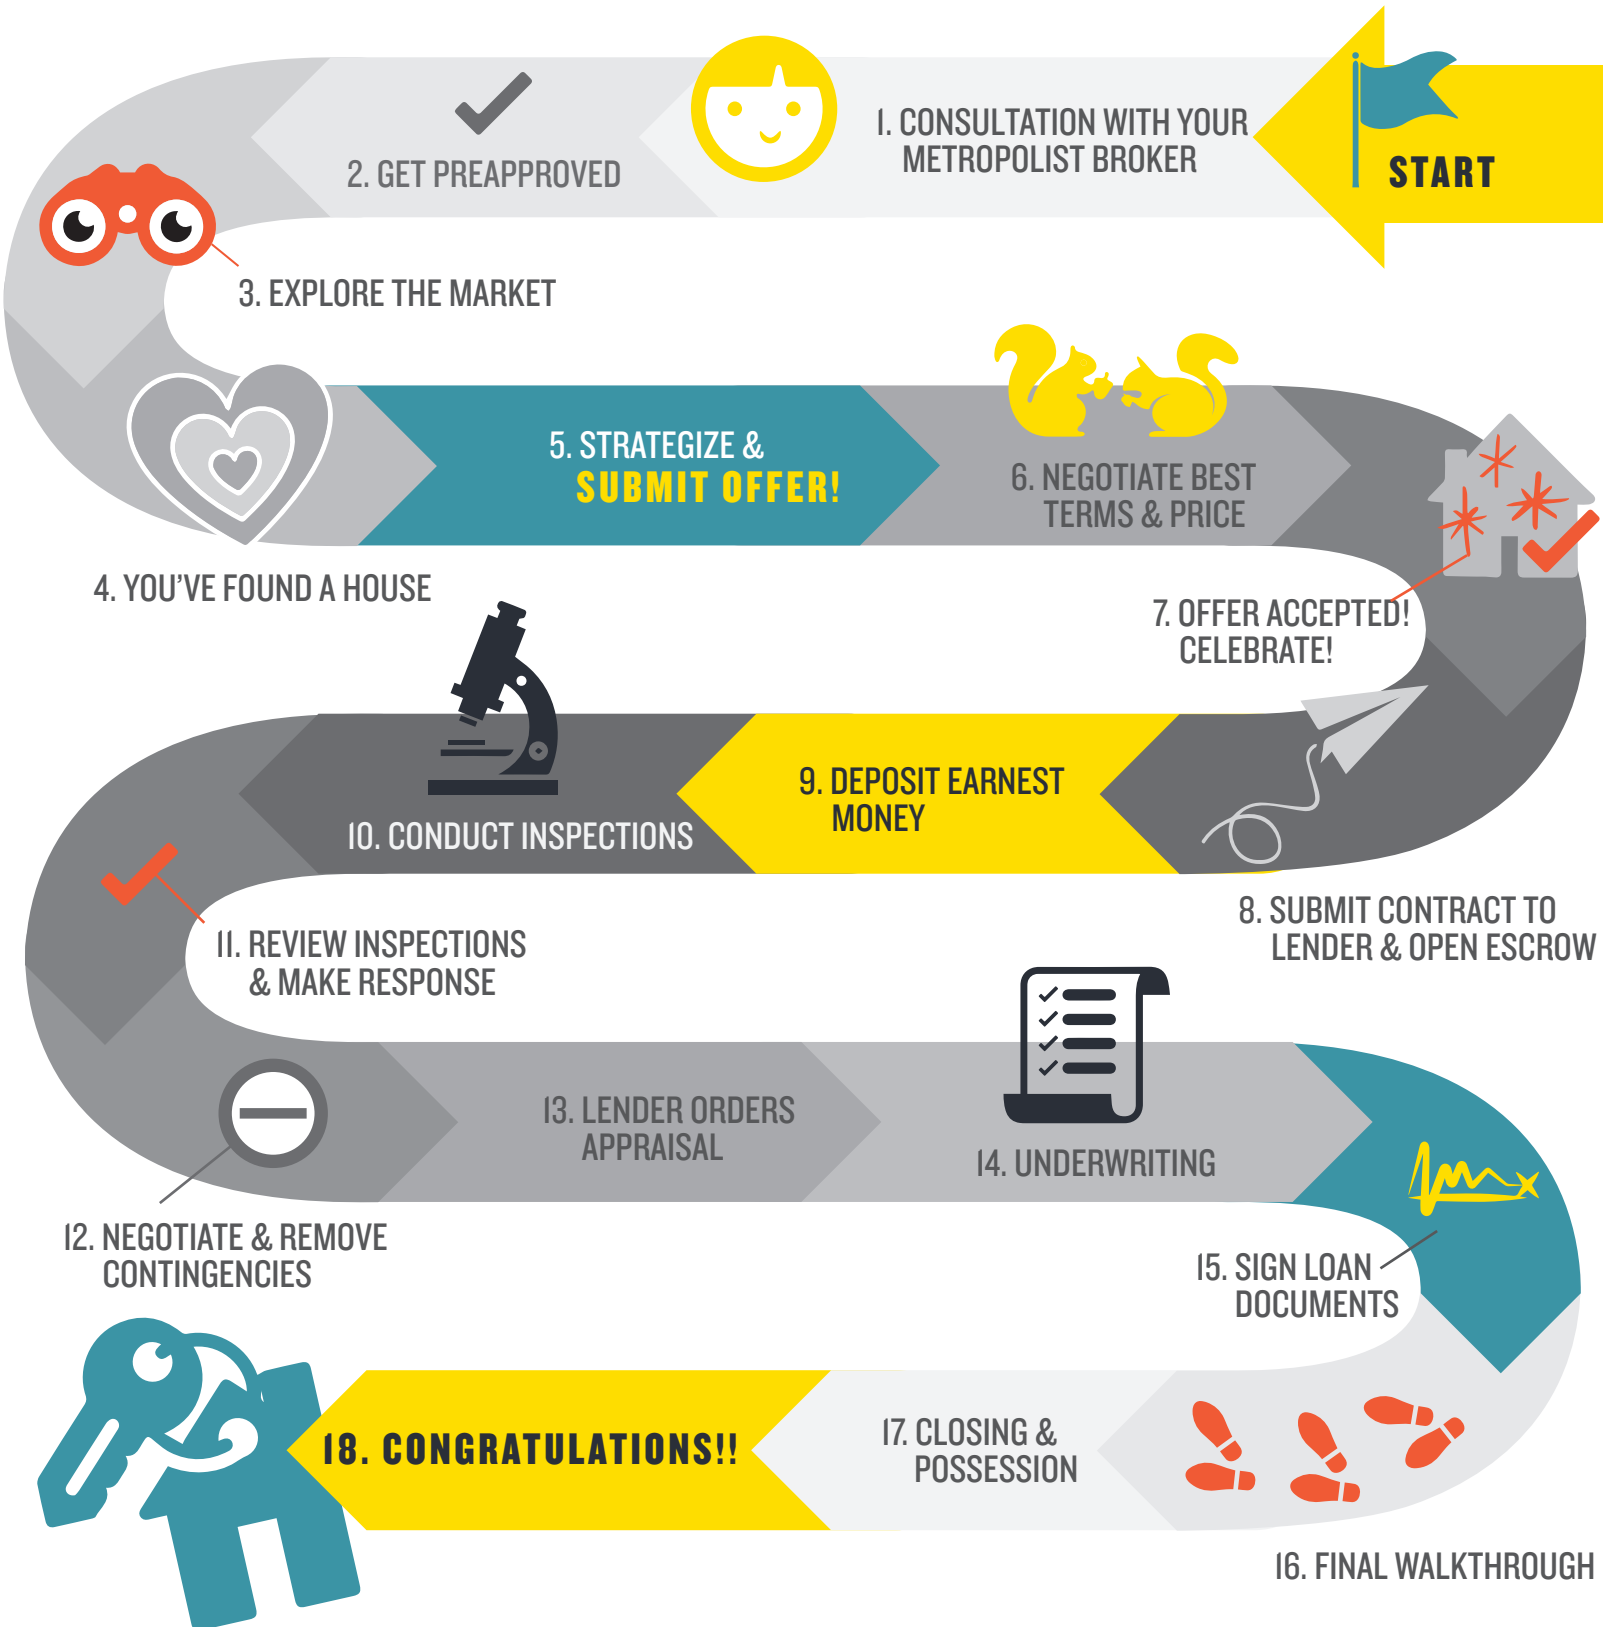 START
1. CONSULTATION WITH YOUR
METROPOLIST BROKER
2. GET PREAPPROVED
3. EXPLORE THE MARKET
4. YOU'VE FOUND A HOUSE
5. STRATEGIZE &
SUBMIT OFFER!
6. NEGOTIATE BEST
TERMS & PRICE
7. OFFER ACCEPTED!
CELEBRATE!
8. SUBMIT CONTRACT TO
LENDER & OPEN ESCROW
9. DEPOSIT EARNEST
MONEY
10. CONDUCT INSPECTIONS
11. REVIEW INSPECTIONS
& MAKE RESPONSE
12. NEGOTIATE & REMOVE
CONTINGENCIES
13. LENDER ORDERS
APPRAISAL
14. UNDERWRITING
15. SIGN LOAN
DOCUMENTS
16. FINAL WALKTHROUGH
17. CLOSING &
POSSESSION
18. CONGRATULATIONS!!